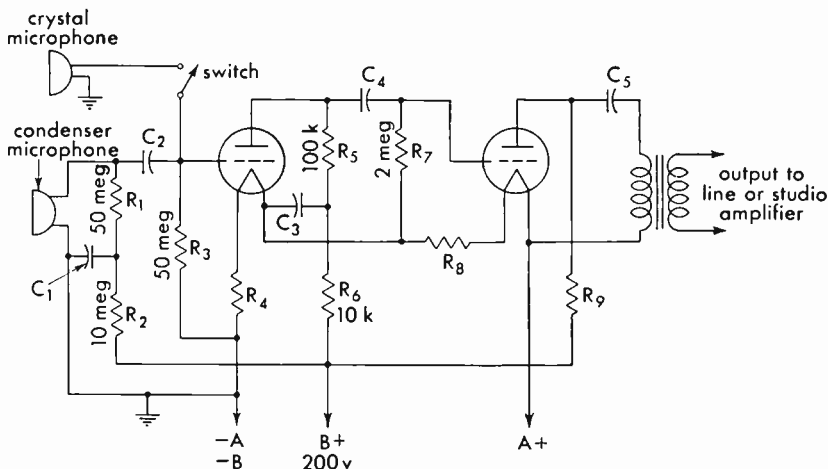 crystal
microphone
switch
condenser
microphone
C2
C4
C5
50 meg
R1
C1
10 meg
R2
50 meg
R3
R4
C3
100 k
R5
R6
10 k
2 meg
R7
R8
R9
output to
line or studio
amplifier
−A
−B
B+
200 v
A+